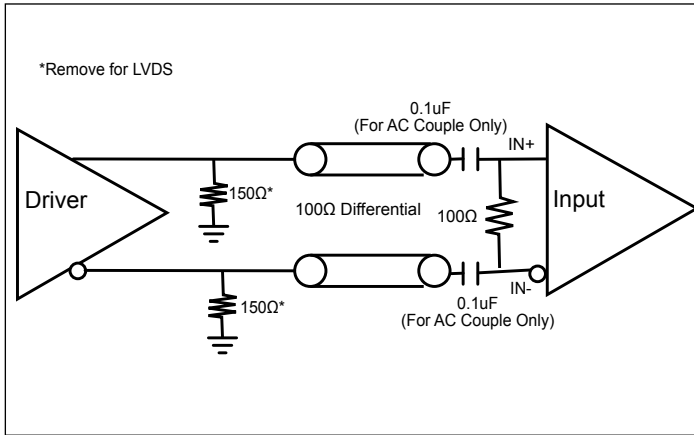 *Remove for LVDS
0.1uF
(For AC Couple Only)
IN+
Driver
150Ω*
100Ω Differential
100Ω
Input
150Ω*
IN-
0.1uF
(For AC Couple Only)